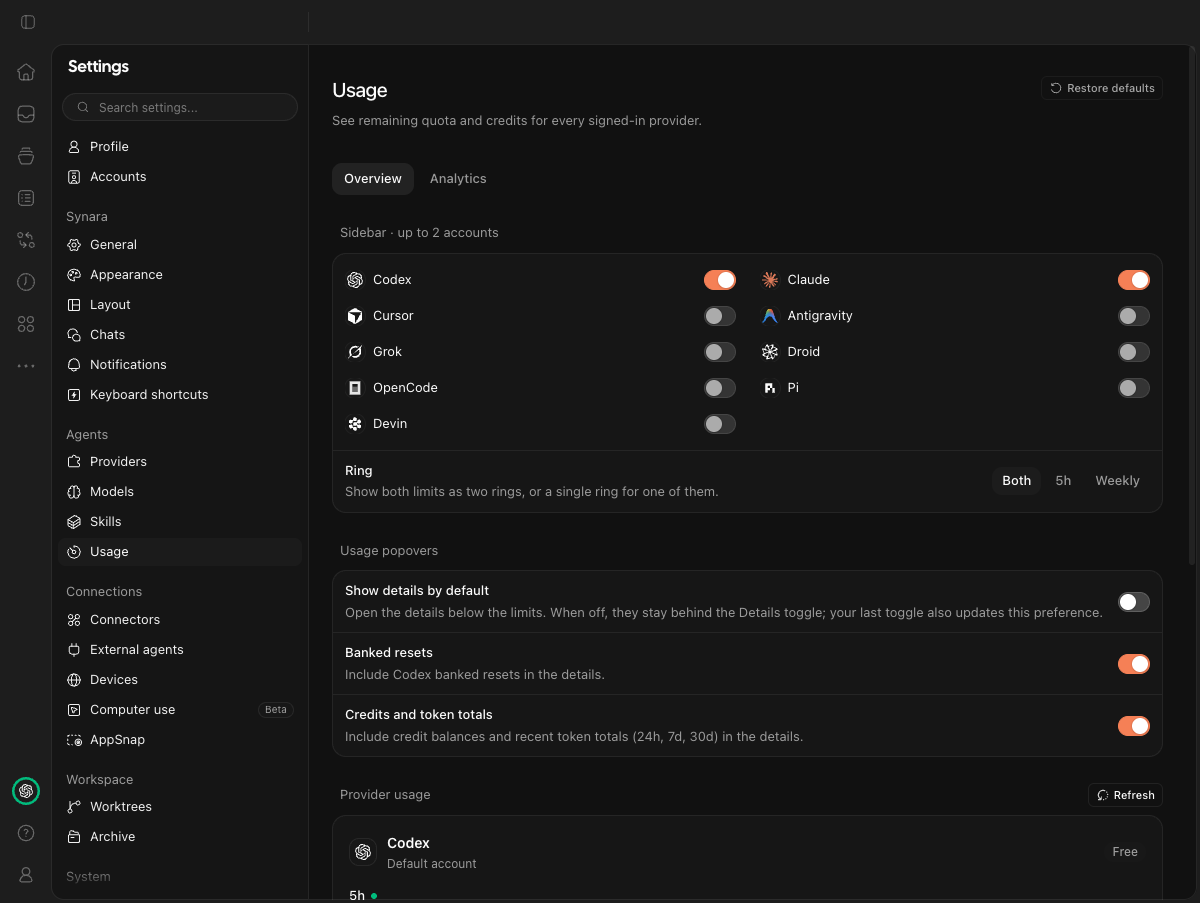 Settings
Search settings...
Profile
Accounts
Synara
General
Appearance
Layout
Chats
Notifications
Keyboard shortcuts
Agents
Providers
Models
Skills
Usage
Connections
Connectors
External agents
Devices
Computer use
Beta
AppSnap
Workspace
Worktrees
Archive
System
Usage
Restore defaults
See remaining quota and credits for every signed-in provider.
Overview
Analytics
Sidebar · up to 2 accounts
Codex
Claude
Cursor
Antigravity
Grok
Droid
OpenCode
Pi
Devin
Ring
Show both limits as two rings, or a single ring for one of them.
Both
5h
Weekly
Usage popovers
Show details by default
Open the details below the limits. When off, they stay behind the Details toggle; your last toggle also updates this preference.
Banked resets
Include Codex banked resets in the details.
Credits and token totals
Include credit balances and recent token totals (24h, 7d, 30d) in the details.
Provider usage
Refresh
Codex
Default account
Free
5h